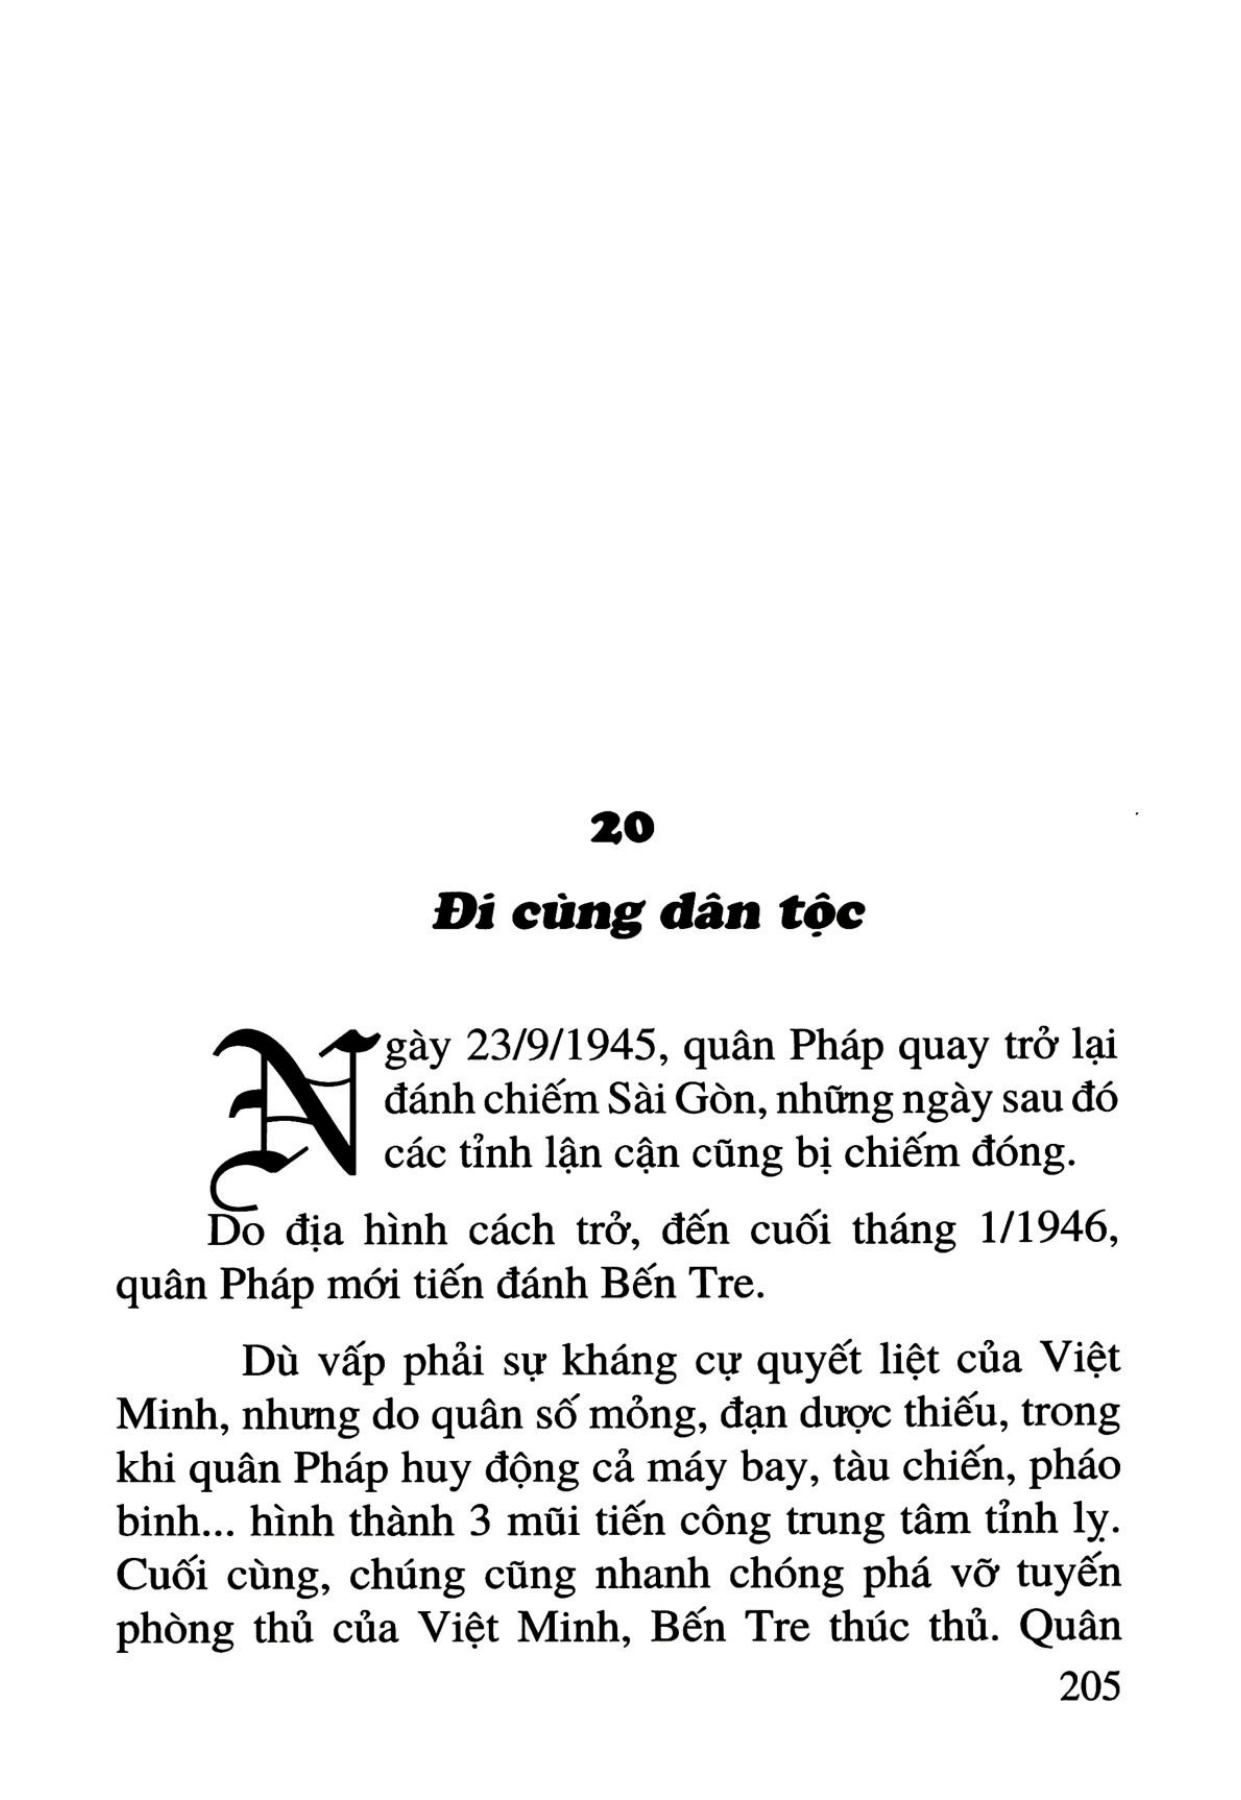 20
Đi cùng dân tộc
Ngày 23/9/1945, quân Pháp quay trở lại
đánh chiếm Sài Gòn, những ngày sau đó
các tỉnh lận cận cũng bị chiếm đóng.
Do địa hình cách trở, đến cuối tháng 1/1946,
quân Pháp mới tiến đánh Bến Tre.
Dù vấp phải sự kháng cự quyết liệt của Việt
Minh, nhưng do quân số mỏng, đạn dược thiếu, trong
khi quân Pháp huy động cả máy bay, tàu chiến, pháo
binh... hình thành 3 mũi tiến công trung tâm tỉnh lỵ.
Cuối cùng, chúng cũng nhanh chóng phá vỡ tuyến
phòng thủ của Việt Minh, Bến Tre thúc thủ. Quân
205